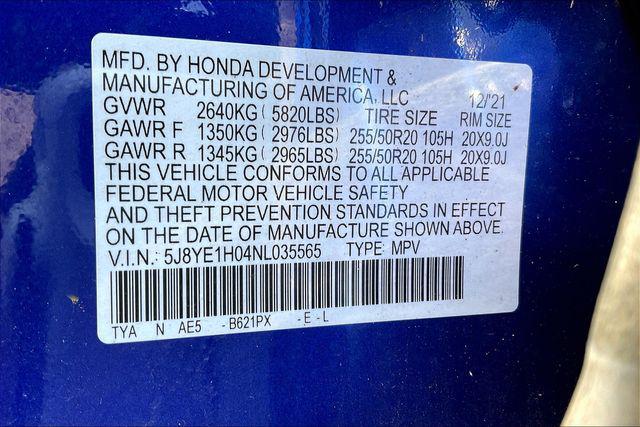 MFD. BY HONDA DEVELOPMENT &
MANUFACTURING OF AMERICA, LLC 12/'21
GVWR 2640KG ( 5820LBS) TIRE SIZE RIM SIZE
GAWR F 1350KG ( 2976LBS) 255/50R20 105H 20X9.0J
GAWR R 1345KG ( 2965LBS) 255/50R20 105H 20X9.0J
THIS VEHICLE CONFORMS TO ALL APPLICABLE
FEDERAL MOTOR VEHICLE SAFETY
AND THEFT PREVENTION STANDARDS IN EFFECT
ON THE DATE OF MANUFACTURE SHOWN ABOVE.
V.I.N.: 5J8YE1H04NL035565 TYPE: MPV
TYA N AE5 - B621PX - E - L